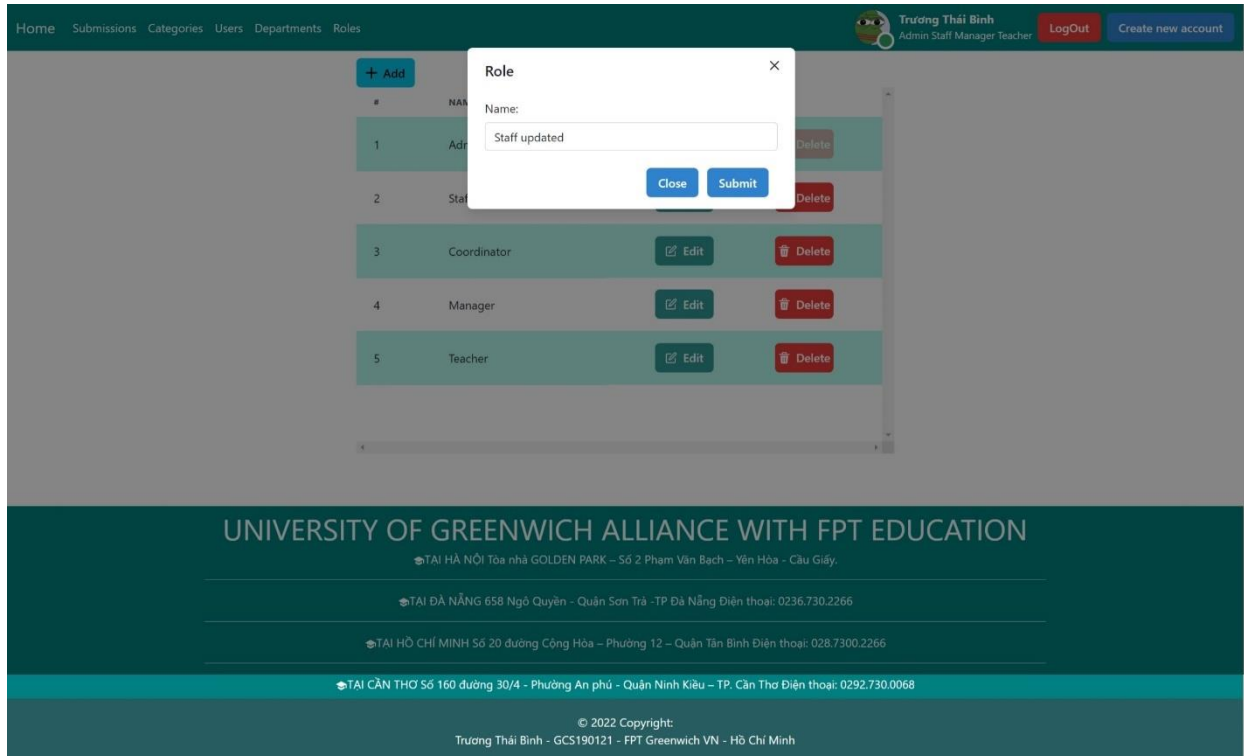 Home Submissions Categories Users Departments Roles
Trương Thái Bình
Admin Staff Manager Teacher
LogOut
Create new account
+ Add
Role
×
Name:
Staff updated
Close Submit
#
1 Delete
2 Delete
3 Coordinator Edit Delete
4 Manager Edit Delete
5 Teacher Edit Delete
UNIVERSITY OF GREENWICH ALLIANCE WITH FPT EDUCATION
TẠI HÀ NỘI Tòa nhà GOLDEN PARK – Số 2 Phạm Văn Bạch – Yên Hòa - Cầu Giấy.
TẠI ĐÀ NẴNG 658 Ngô Quyền - Quận Sơn Trà -TP Đà Nẵng Điện thoại: 0236.730.2266
TẠI HỒ CHÍ MINH Số 20 đường Cộng Hòa – Phường 12 – Quận Tân Bình Điện thoại: 028.7300.2266
TẠI CẦN THƠ Số 160 đường 30/4 - Phường An phú - Quận Ninh Kiều – TP. Cần Thơ Điện thoại: 0292.730.0068
© 2022 Copyright:
Trương Thái Bình - GCS190121 - FPT Greenwich VN - Hồ Chí Minh